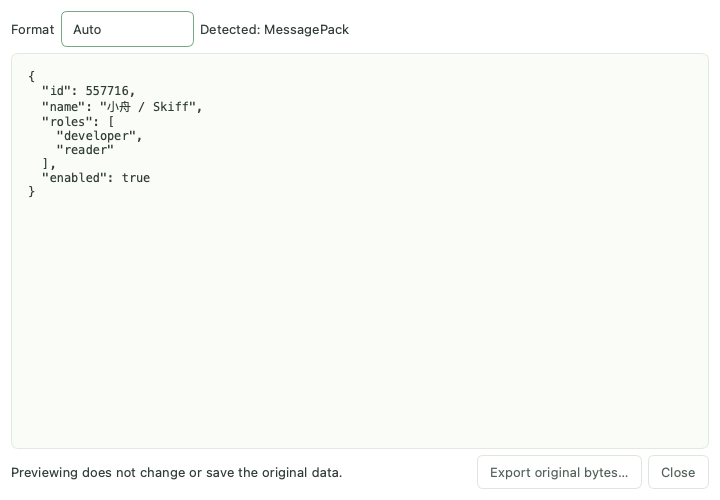 Format Auto Detected: MessagePack
{
  "id": 557716,
  "name": "小舟 / Skiff",
  "roles": [
    "developer",
    "reader"
  ],
  "enabled": true
}
Previewing does not change or save the original data. Export original bytes... Close